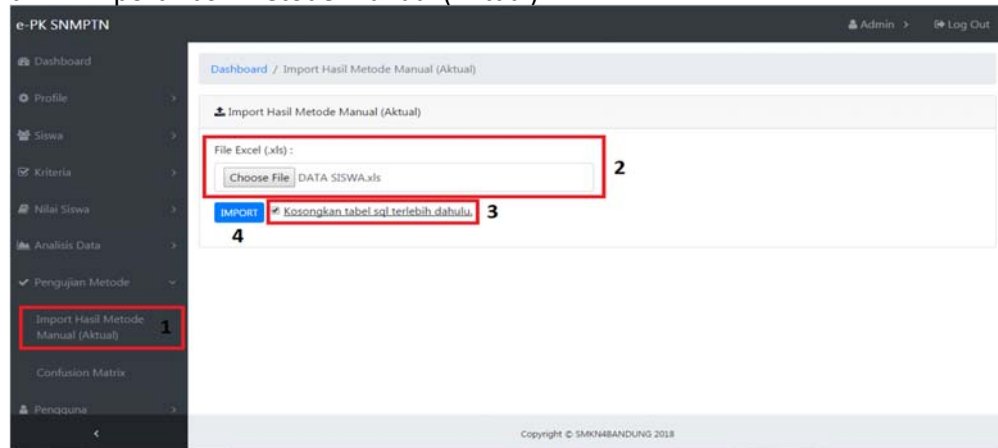 e-PK SNMPTN
Admin
Log Out
Dashboard
Profile
Siswa
Kriteria
Nilai Siswa
Analisis Data
Pengujian Metode
Import Hasil Metode
Manual (Aktual)
1
Confusion Matrix
Pengguna
Dashboard / Import Hasil Metode Manual (Aktual)
Import Hasil Metode Manual (Aktual)
File Excel (.xls) :
Choose File DATA SISWA.xls
2
IMPORT Kosongkan tabel sql terlebih dahulu. 3
4
Copyright © SMKN4BANDUNG 2018